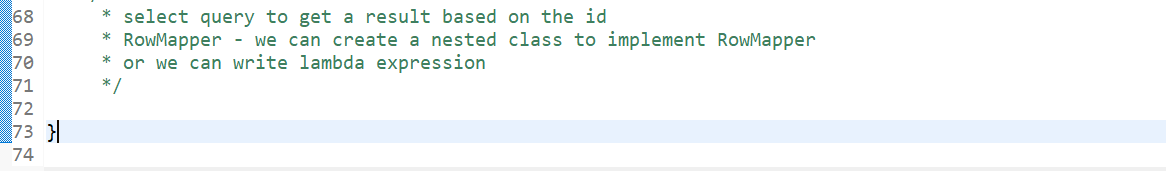 68 * select query to get a result based on the id
69 * RowMapper - we can create a nested class to implement RowMapper
70 * or we can write lambda expression
71 */
72
73 }
74